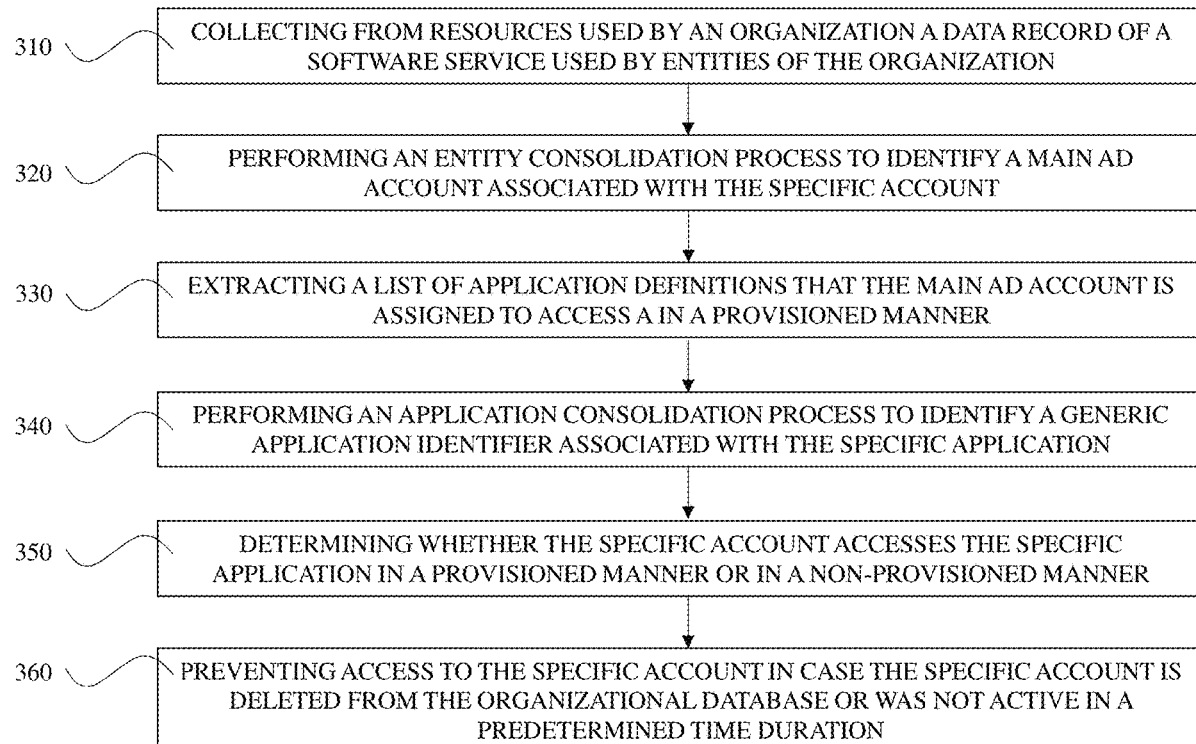 310 COLLECTING FROM RESOURCES USED BY AN ORGANIZATION A DATA RECORD OF A
SOFTWARE SERVICE USED BY ENTITIES OF THE ORGANIZATION
320 PERFORMING AN ENTITY CONSOLIDATION PROCESS TO IDENTIFY A MAIN AD
ACCOUNT ASSOCIATED WITH THE SPECIFIC ACCOUNT
330 EXTRACTING A LIST OF APPLICATION DEFINITIONS THAT THE MAIN AD ACCOUNT IS
ASSIGNED TO ACCESS A IN A PROVISIONED MANNER
340 PERFORMING AN APPLICATION CONSOLIDATION PROCESS TO IDENTIFY A GENERIC
APPLICATION IDENTIFIER ASSOCIATED WITH THE SPECIFIC APPLICATION
350 DETERMINING WHETHER THE SPECIFIC ACCOUNT ACCESSES THE SPECIFIC
APPLICATION IN A PROVISIONED MANNER OR IN A NON-PROVISIONED MANNER
360 PREVENTING ACCESS TO THE SPECIFIC ACCOUNT IN CASE THE SPECIFIC ACCOUNT IS
DELETED FROM THE ORGANIZATIONAL DATABASE OR WAS NOT ACTIVE IN A
PREDETERMINED TIME DURATION